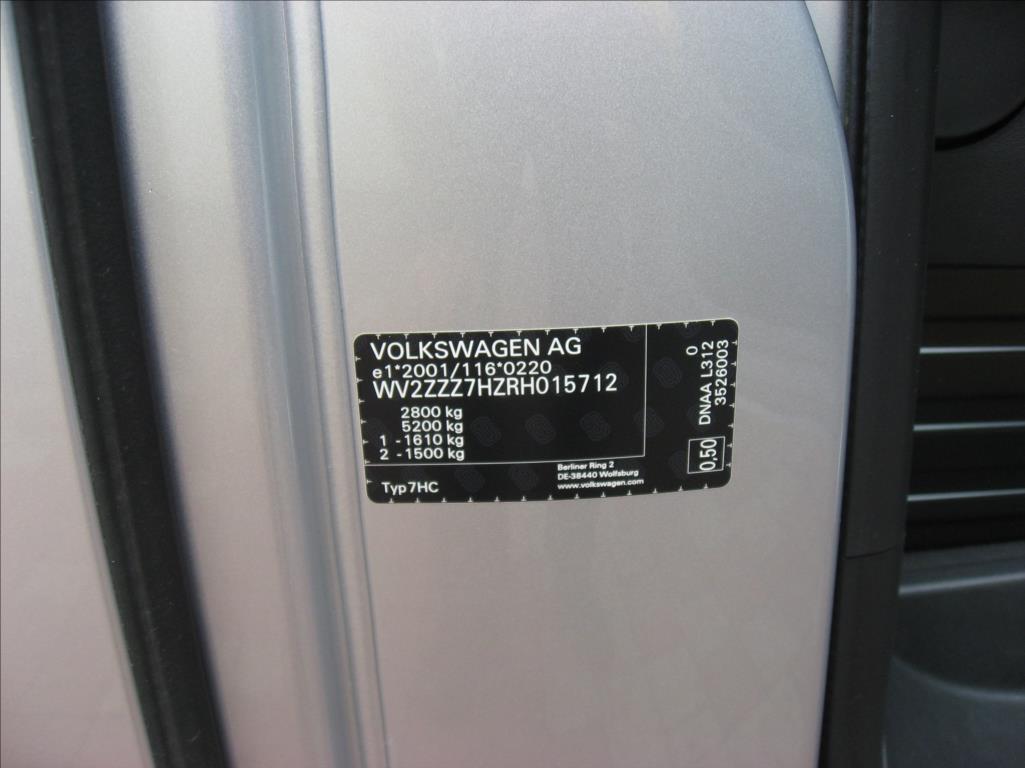 VOLKSWAGEN AG
e1*2001/116*0220
WV2ZZZ7HZRH015712
2800 kg
5200 kg
1 - 1610 kg
2 - 1500 kg
Typ7HC
Berliner Ring 2
DE-38440 Wolfsburg
www.volkswagen.com
0
DNAA L312
3526003
0,50